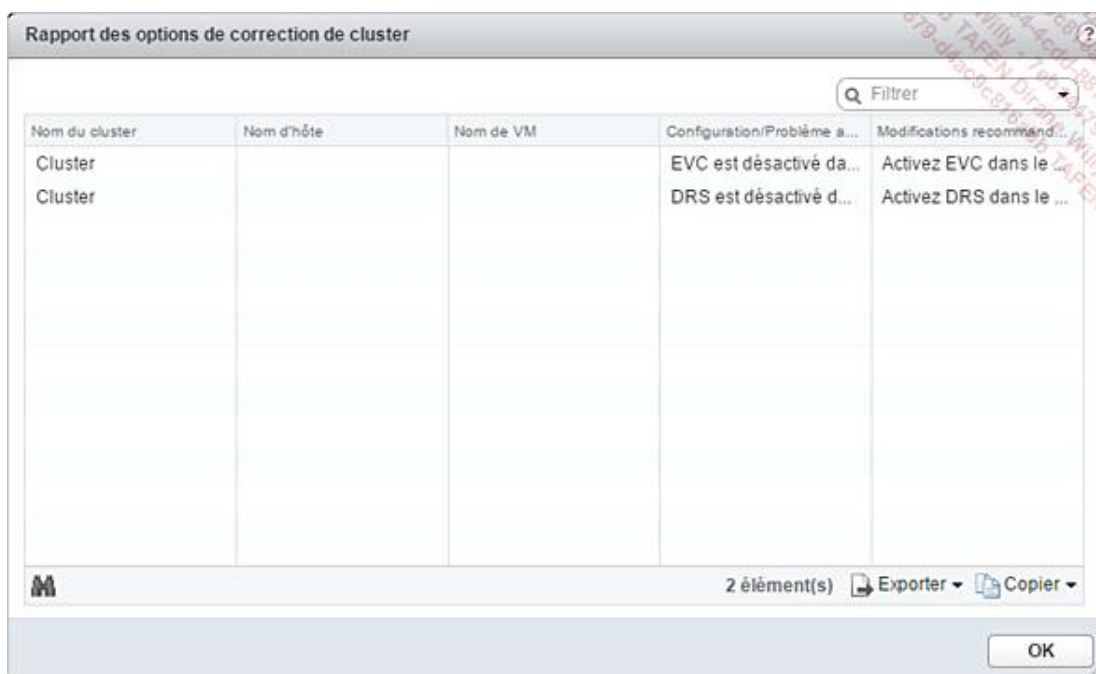 Rapport des options de correction de cluster
?
Filtrer
Nom du cluster Nom d'hôte Nom de VM Configuration/Problème a... Modifications recommand...
Cluster EVC est désactivé da... Activez EVC dans le ...
Cluster DRS est désactivé d... Activez DRS dans le ...
2 élément(s) Exporter Copier
OK